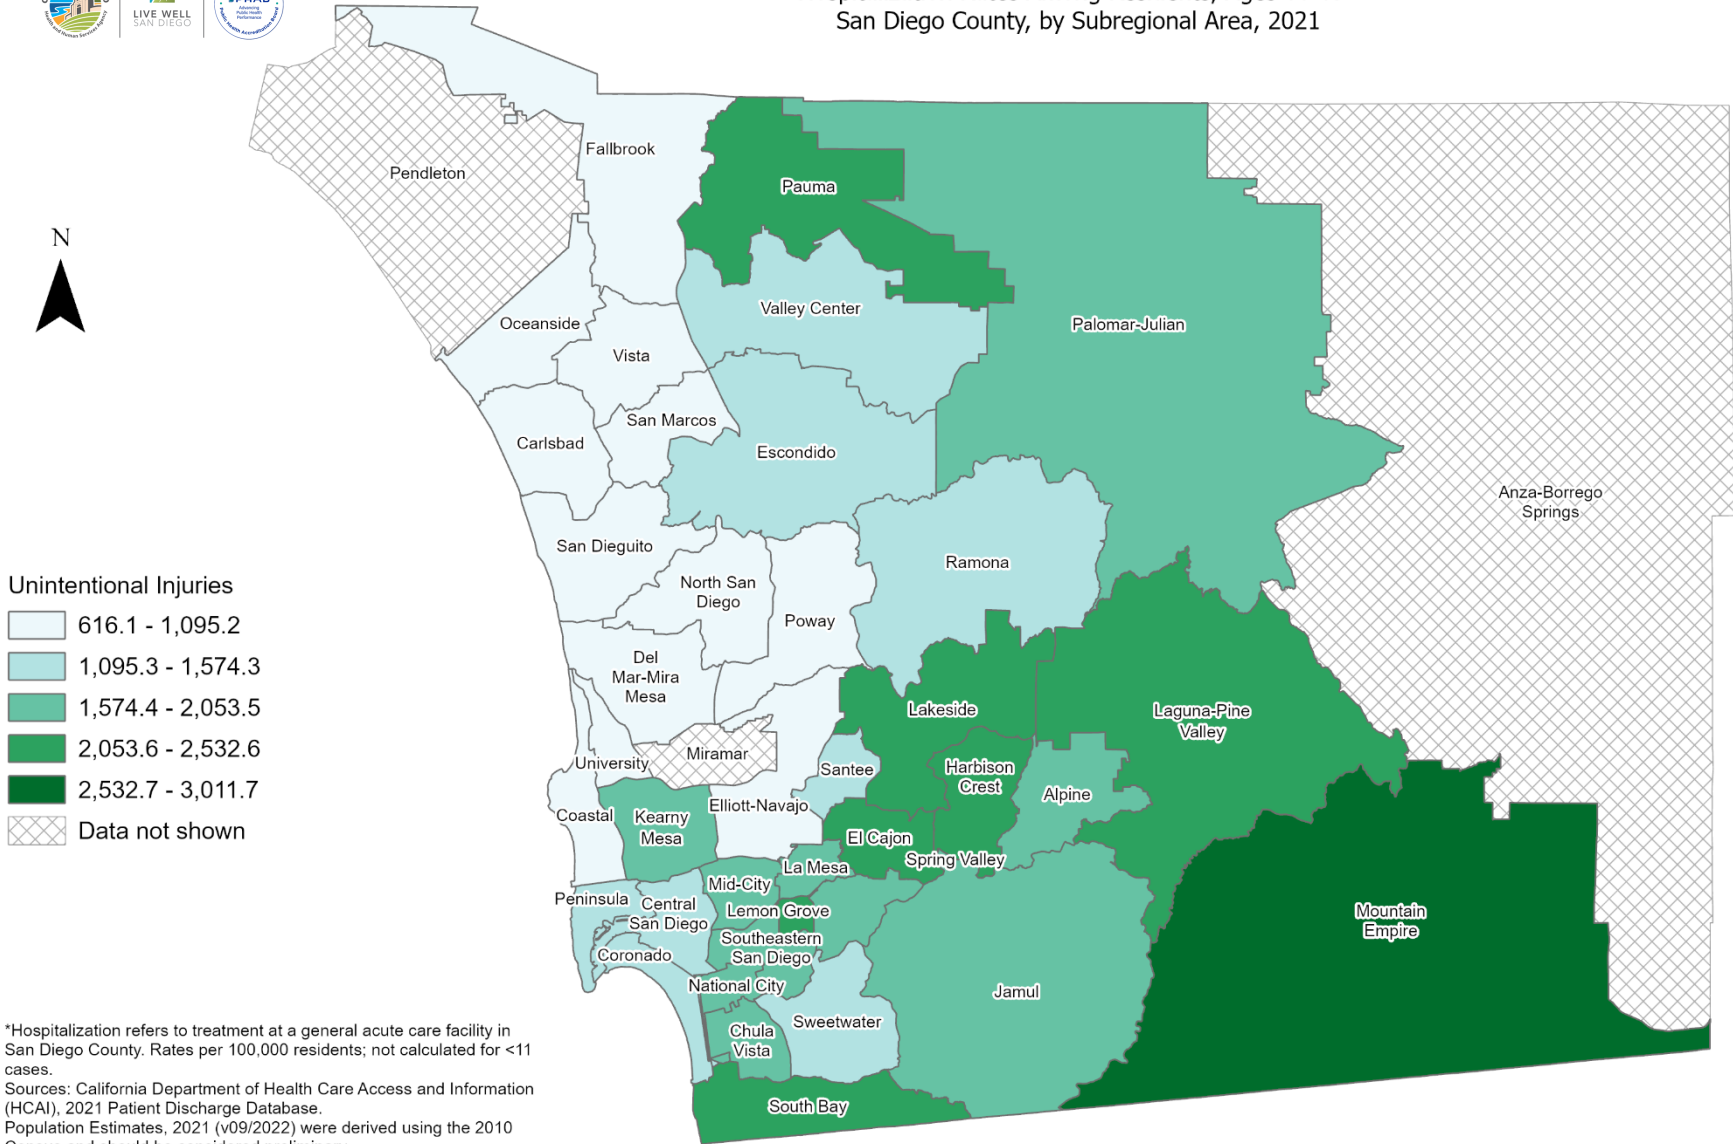 LIVE WELL
SAN DIEGO
San Diego County, by Subregional Area, 2021
N
Fallbrook
Pendleton
Pauma
Valley Center
Oceanside
Palomar-Julian
Vista
San Marcos
Carlsbad
Escondido
Anza-Borrego
Springs
San Dieguito
Ramona
North San
Diego
Poway
Del
Mar-Mira
Mesa
Lakeside
Laguna-Pine
Valley
Miramar
University
Santee
Harbison
Crest
Alpine
Elliott-Navajo
Coastal
Kearny
Mesa
El Cajon
Spring Valley
La Mesa
Mid-City
Peninsula
Central
San Diego
Lemon Grove
Mountain
Empire
Southeastern
San Diego
Coronado
National City
Jamul
Sweetwater
Chula
Vista
South Bay
Unintentional Injuries
616.1 - 1,095.2
1,095.3 - 1,574.3
1,574.4 - 2,053.5
2,053.6 - 2,532.6
2,532.7 - 3,011.7
Data not shown
*Hospitalization refers to treatment at a general acute care facility in
San Diego County. Rates per 100,000 residents; not calculated for <11
cases.
Sources: California Department of Health Care Access and Information
(HCAI), 2021 Patient Discharge Database.
Population Estimates, 2021 (v09/2022) were derived using the 2010